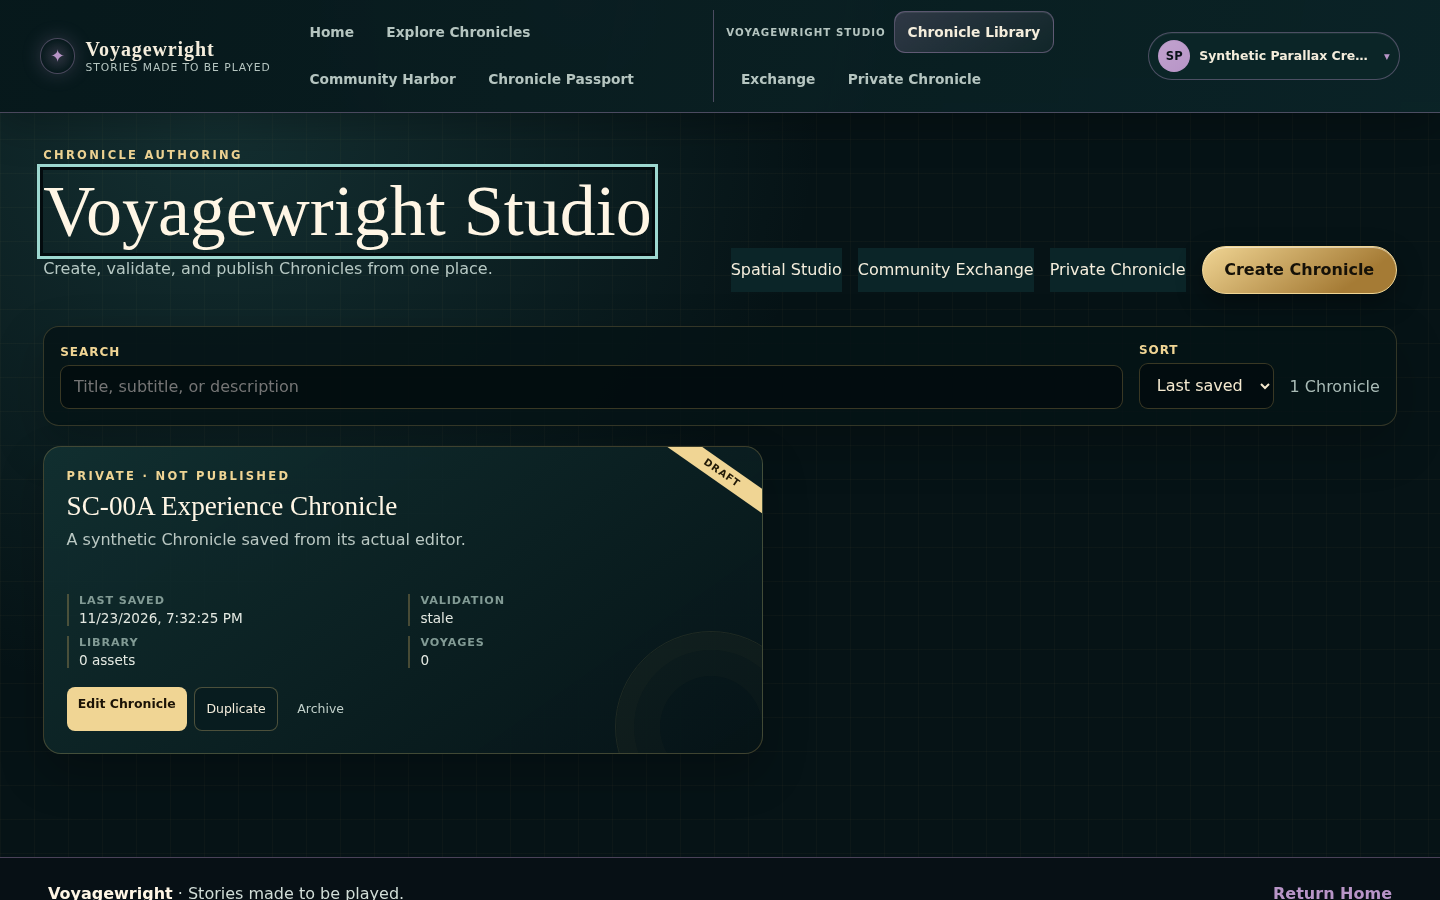 Voyagewright
STORIES MADE TO BE PLAYED
Home
Explore Chronicles
Community Harbor
Chronicle Passport
VOYAGEWRIGHT STUDIO
Chronicle Library
Exchange
Private Chronicle
SP
Synthetic Parallax Cre…
CHRONICLE AUTHORING
Voyagewright Studio
Create, validate, and publish Chronicles from one place.
Spatial Studio
Community Exchange
Private Chronicle
Create Chronicle
SEARCH
Title, subtitle, or description
SORT
Last saved
1 Chronicle
DRAFT
PRIVATE · NOT PUBLISHED
SC-00A Experience Chronicle
A synthetic Chronicle saved from its actual editor.
LAST SAVED
11/23/2026, 7:32:25 PM
VALIDATION
stale
LIBRARY
0 assets
VOYAGES
0
Edit Chronicle
Duplicate
Archive
Voyagewright · Stories made to be played.
Return Home